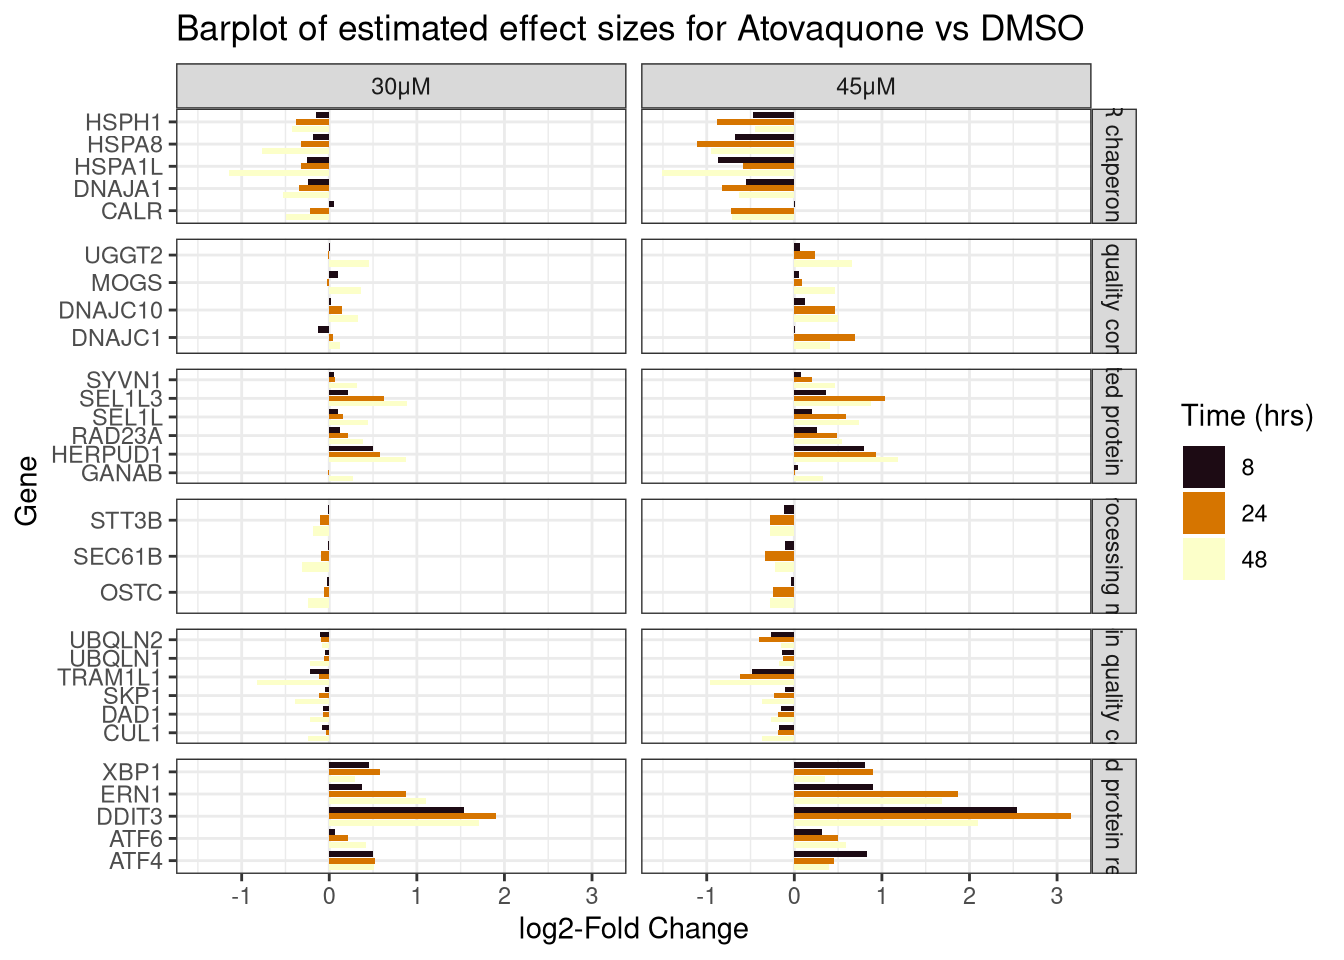 Barplot of estimated effect sizes for Atovaquone vs DMSO
30µM
45µM
HSPH1
HSPA8
HSPA1L
DNAJA1
CALR
R chaperon
UGGT2
MOGS
DNAJC10
DNAJC1
quality con
SYVN1
SEL1L3
SEL1L
RAD23A
HERPUD1
GANAB
ted protein
STT3B
SEC61B
OSTC
rocessing
UBQLN2
UBQLN1
TRAM1L1
SKP1
DAD1
CUL1
in quality c
XBP1
ERN1
DDIT3
ATF6
ATF4
d protein re
-1 0 1 2 3
-1 0 1 2 3
log2-Fold Change
Gene
Time (hrs)
8
24
48